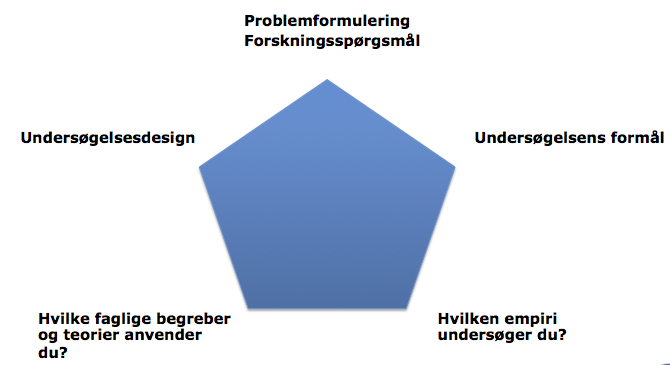 Problemformulering
Forskningsspørgsmål
Undersøgelsesdesign
Undersøgelsens formål
Hvilke faglige begreber
og teorier anvender
du?
Hvilken empiri
undersøger du?